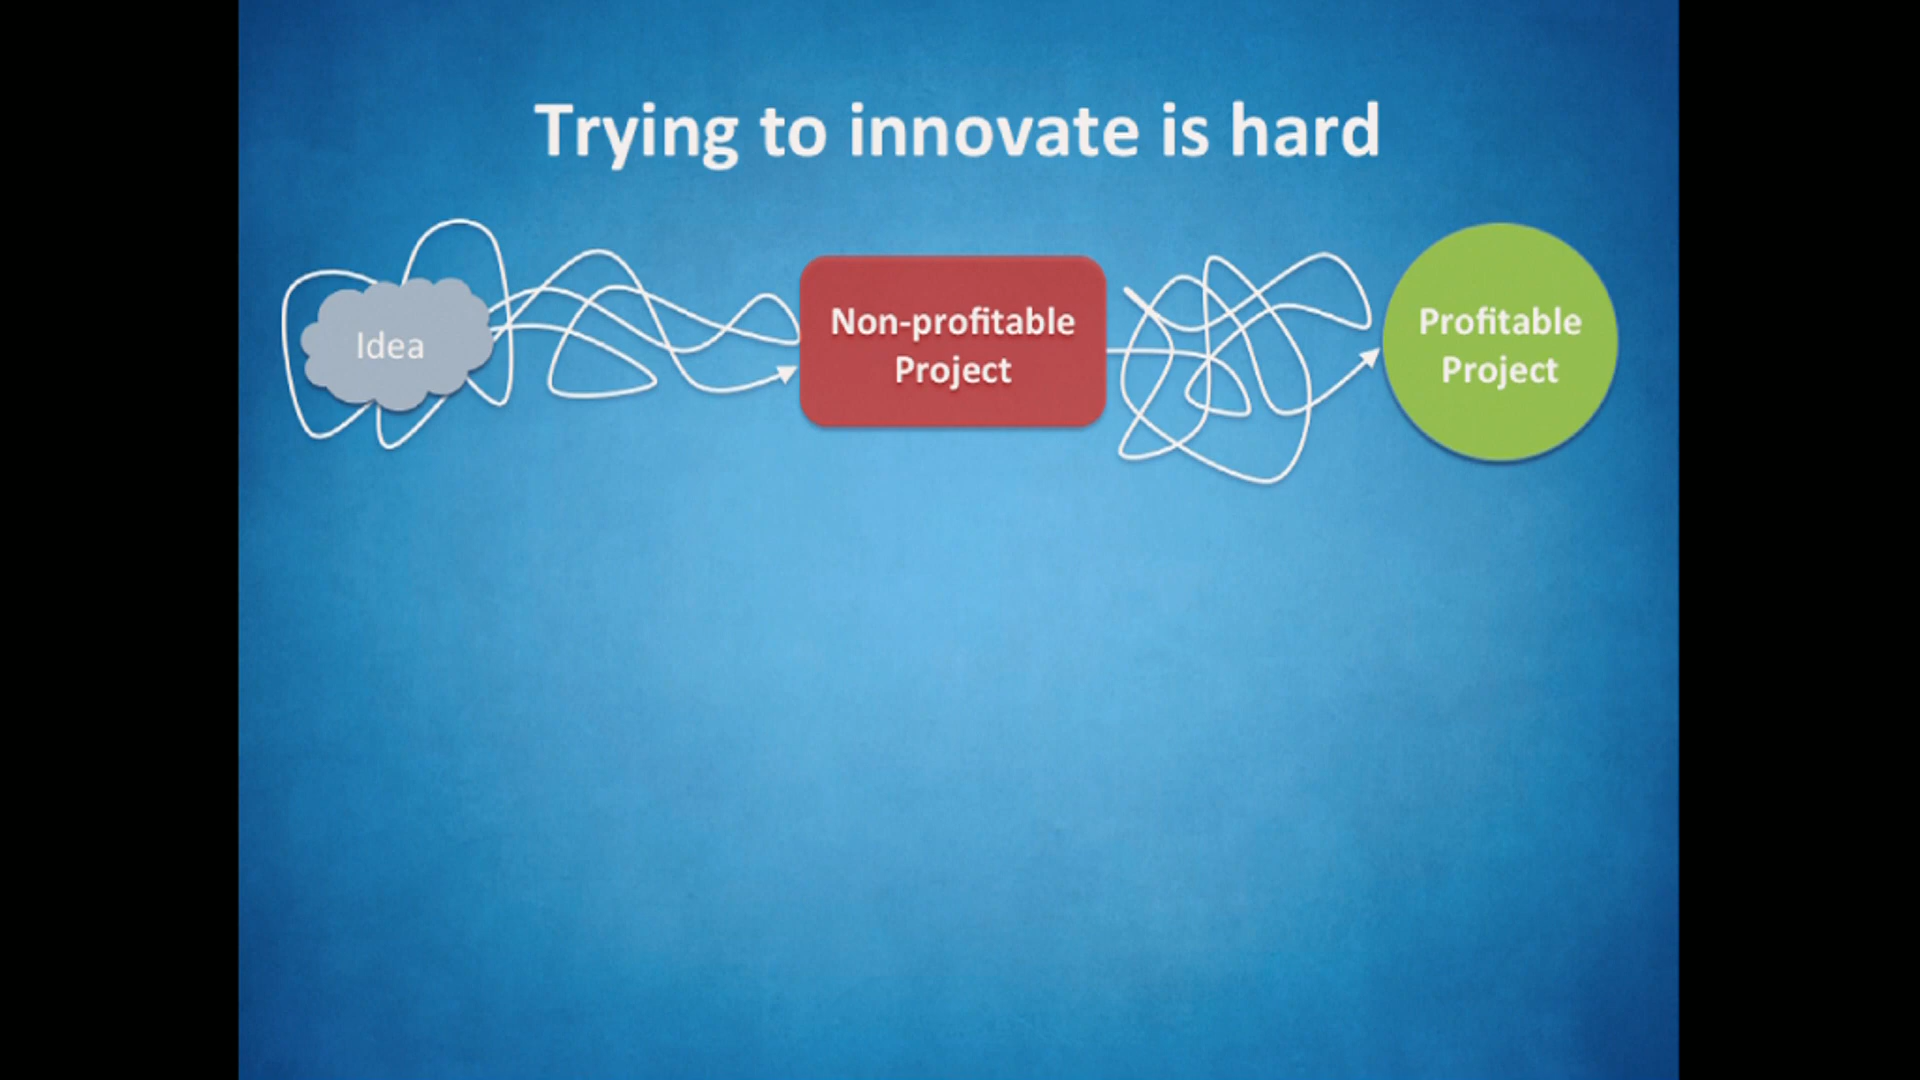 Trying to innovate is hard
Idea
Non-profitable
Project
Profitable
Project